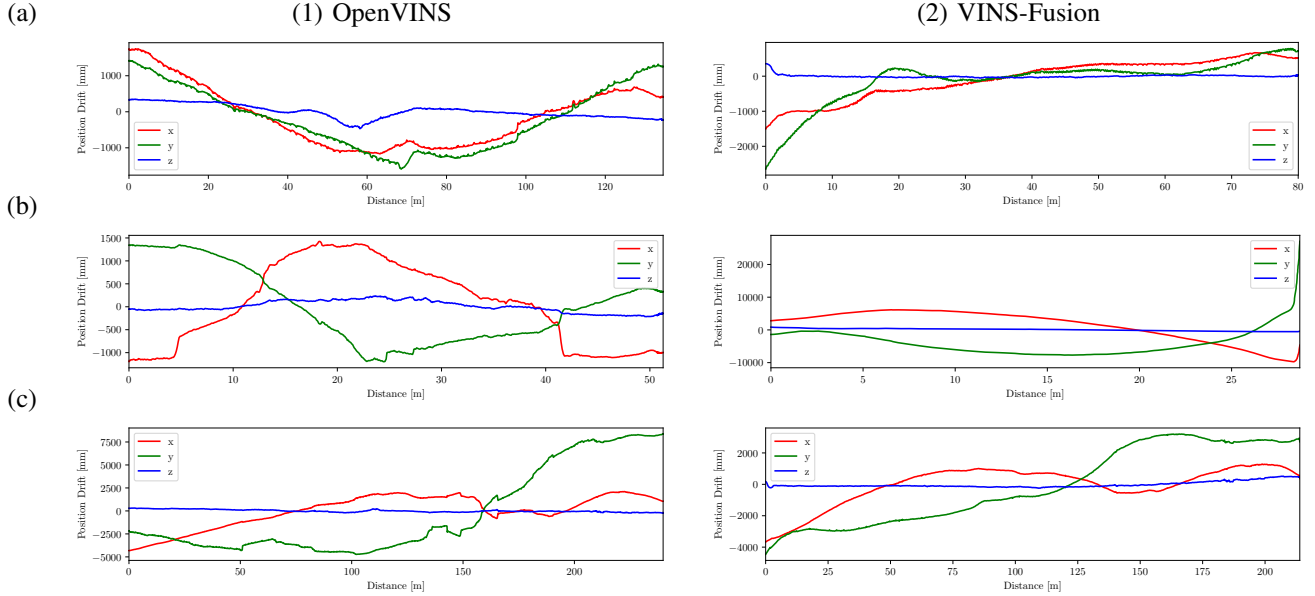 (a)
(1) OpenVINS
(2) VINS-Fusion
Position Drift [mm]
1000
0
−1000
x
y
z
0 20 40 60 80 100 120
Distance [m]
Position Drift [mm]
0
−1000
−2000
x
y
z
0 10 20 30 40 50 60 70 80
Distance [m]
(b)
Position Drift [mm]
1500
1000
500
0
−500
−1000
x
y
z
0 10 20 30 40 50
Distance [m]
Position Drift [mm]
20000
10000
0
−10000
x
y
z
0 5 10 15 20 25
Distance [m]
(c)
Position Drift [mm]
7500
5000
2500
0
−2500
−5000
x
y
z
0 50 100 150 200
Distance [m]
Position Drift [mm]
2000
0
−2000
−4000
x
y
z
0 25 50 75 100 125 150 175 200
Distance [m]